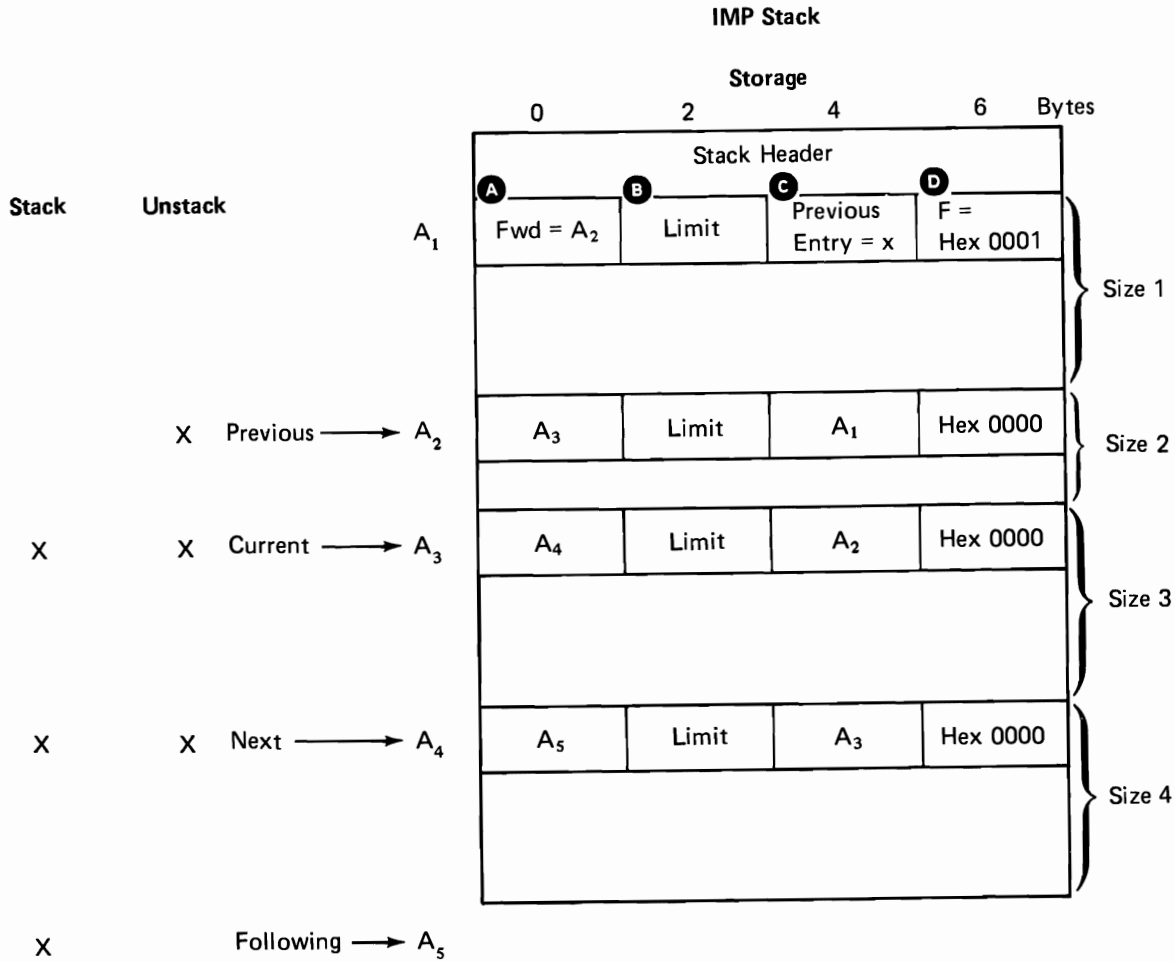 IMP Stack
Storage
0 2 4 6 Bytes
Stack Header
A B C D
Stack Unstack
A₁ Fwd = A₂ Limit Previous Entry = x F = Hex 0001
Size 1
X Previous A₂ A₃ Limit A₁ Hex 0000
Size 2
X X Current A₃ A₄ Limit A₂ Hex 0000
Size 3
X X Next A₄ A₅ Limit A₃ Hex 0000
Size 4
X Following A₅